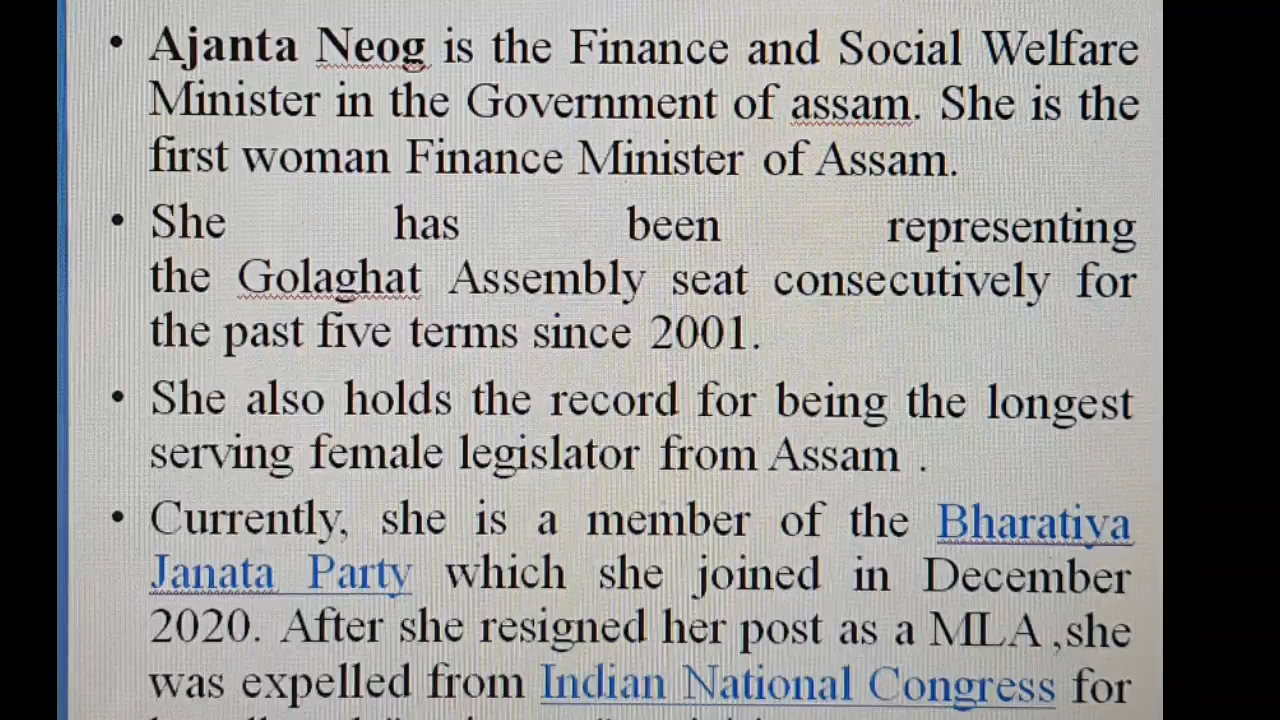 • Ajanta Neog is the Finance and Social Welfare
Minister in the Government of assam. She is the
first woman Finance Minister of Assam.
• She has been representing
the Golaghat Assembly seat consecutively for
the past five terms since 2001.
• She also holds the record for being the longest
serving female legislator from Assam .
• Currently, she is a member of the Bharatiya
Janata Party which she joined in December
2020. After she resigned her post as a MLA ,she
was expelled from Indian National Congress for